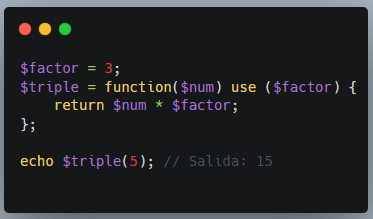 $factor = 3;
$triple = function($num) use ($factor) {
    return $num * $factor;
};

echo $triple(5); // Salida: 15